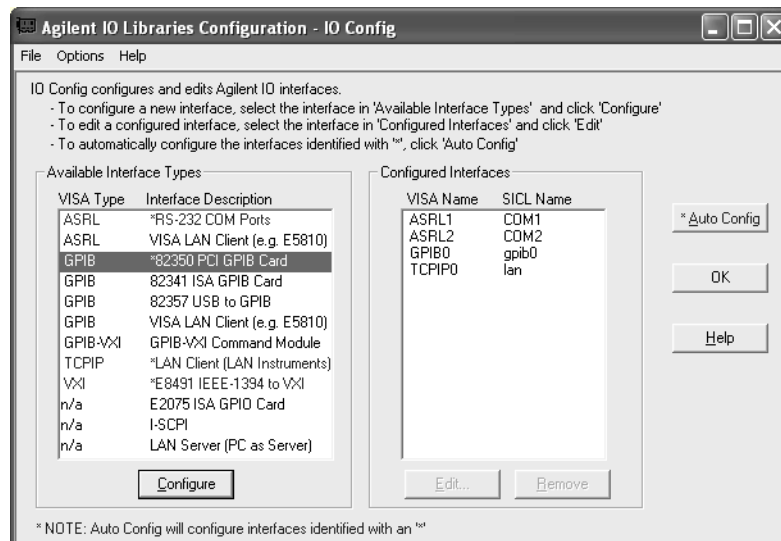 Agilent IO Libraries Configuration - IO Config
File Options Help
IO Config configures and edits Agilent IO interfaces.
- To configure a new interface, select the interface in 'Available Interface Types' and click 'Configure'
- To edit a configured interface, select the interface in 'Configured Interfaces' and click 'Edit'
- To automatically configure the interfaces identified with '*', click 'Auto Config'
Available Interface Types
VISA Type Interface Description
ASRL *RS-232 COM Ports
ASRL VISA LAN Client (e.g. E5810)
GPIB *82350 PCI GPIB Card
GPIB 82341 ISA GPIB Card
GPIB 82357 USB to GPIB
GPIB VISA LAN Client (e.g. E5810)
GPIB-VXI GPIB-VXI Command Module
TCPIP *LAN Client (LAN Instruments)
VXI *E8491 IEEE-1394 to VXI
n/a E2075 ISA GPIO Card
n/a I-SCPI
n/a LAN Server (PC as Server)
Configure
Configured Interfaces
VISA Name SICL Name
ASRL1 COM1
ASRL2 COM2
GPIB0 gpib0
TCPIP0 lan
Edit... Remove
* Auto Config
OK
Help
* NOTE: Auto Config will configure interfaces identified with an '*'